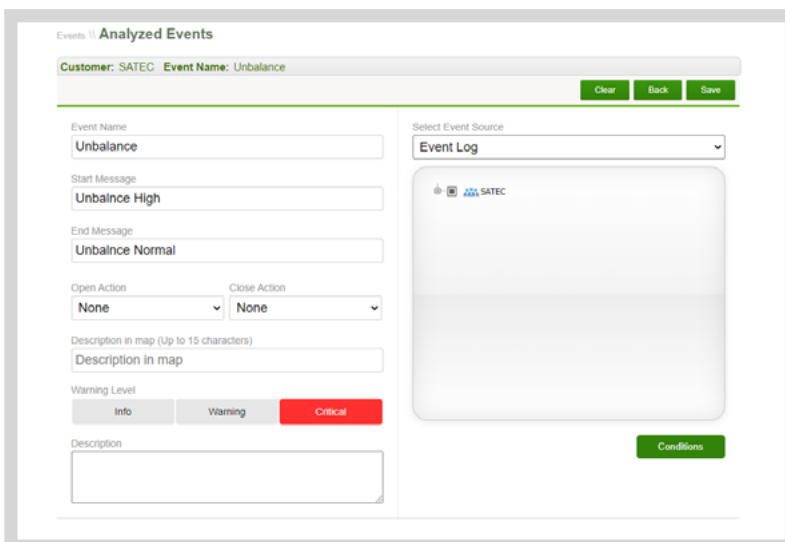 Events \\ Analyzed Events
Customer: SATEC Event Name: Unbalance
Clear Back Save
Event Name
Unbalance
Start Message
Unbalnce High
End Message
Unbalnce Normal
Open Action Close Action
None None
Description in map (Up to 15 characters)
Description in map
Warning Level
Info Warning Critical
Description
Select Event Source
Event Log
SATEC
Conditions